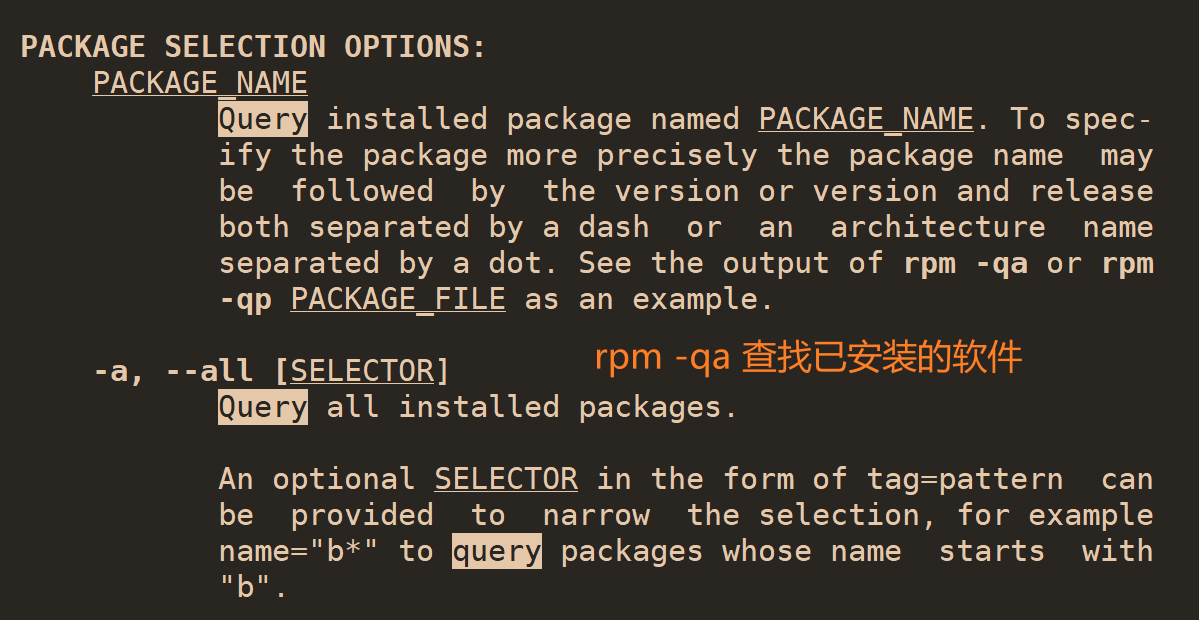 PACKAGE SELECTION OPTIONS:
PACKAGE_NAME
Query installed package named PACKAGE_NAME. To spec-
ify the package more precisely the package name may
be followed by the version or version and release
both separated by a dash or an architecture name
separated by a dot. See the output of rpm -qa or rpm
-qp PACKAGE_FILE as an example.
rpm -qa 查找已安装的软件
-a, --all [SELECTOR]
Query all installed packages.
An optional SELECTOR in the form of tag=pattern can
be provided to narrow the selection, for example
name="b*" to query packages whose name starts with
"b".